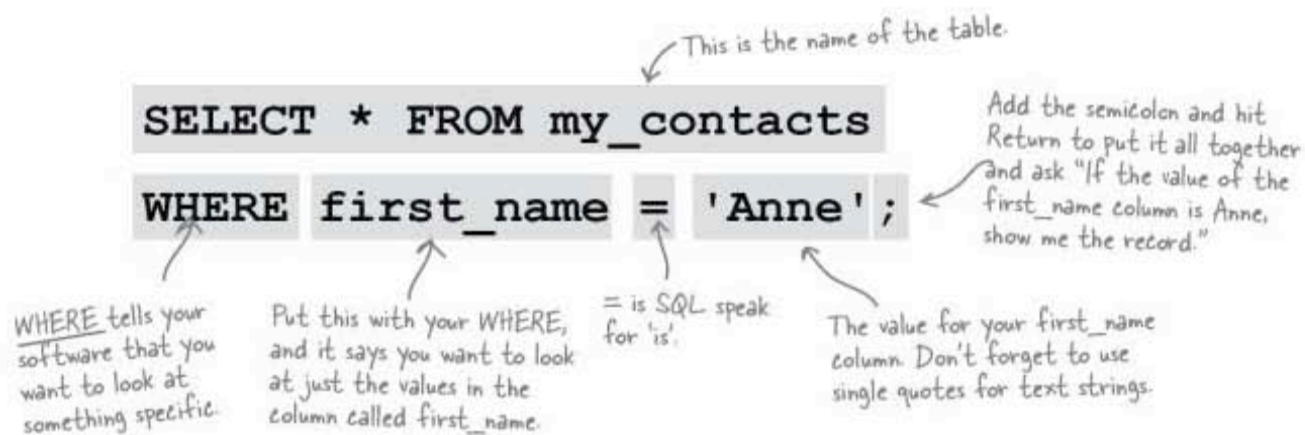 This is the name of the table.
SELECT * FROM my_contacts
WHERE first_name = 'Anne';
Add the semicolon and hit
Return to put it all together
and ask "If the value of the
first_name column is Anne,
show me the record."
WHERE tells your
software that you
want to look at
something specific.
Put this with your WHERE,
and it says you want to look
at just the values in the
column called first_name.
= is SQL speak
for 'is'.
The value for your first_name
column. Don't forget to use
single quotes for text strings.